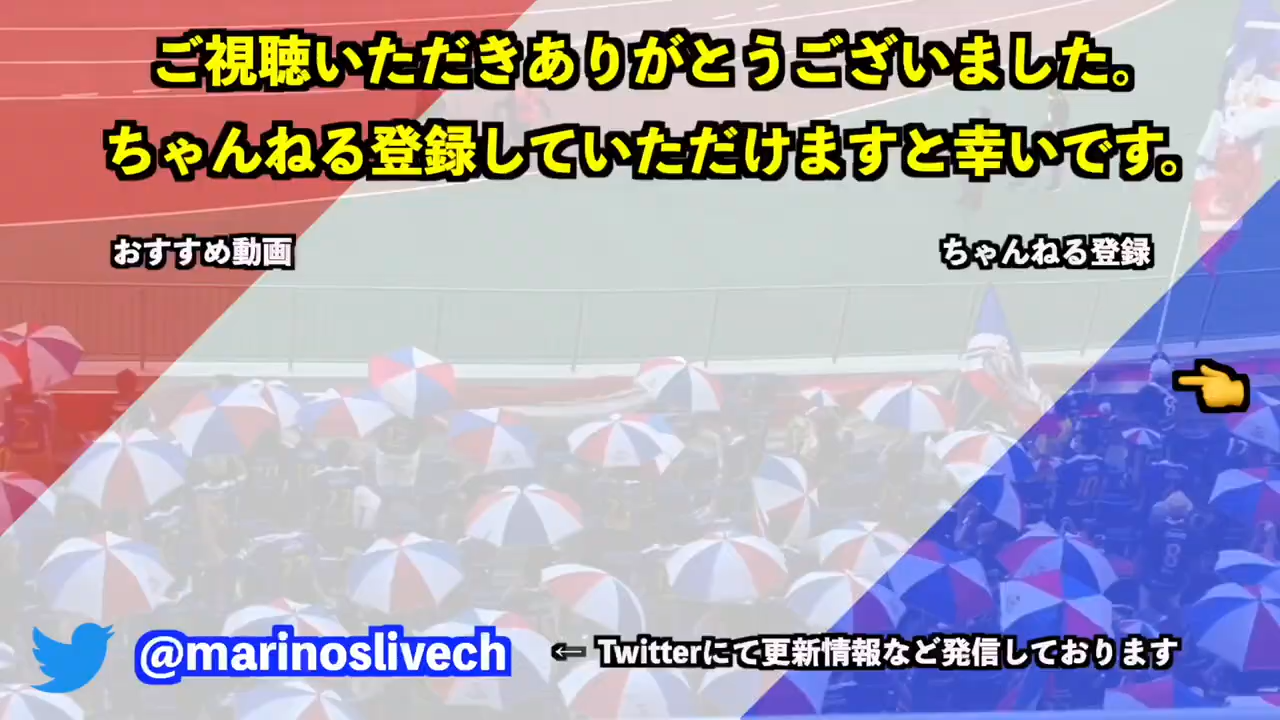 ご視聴いただきありがとうございました。
ちゃんねる登録していただけますと幸いです。
おすすめ動画
ちゃんねる登録
@marinoslivech
← Twitterにて更新情報など発信しております